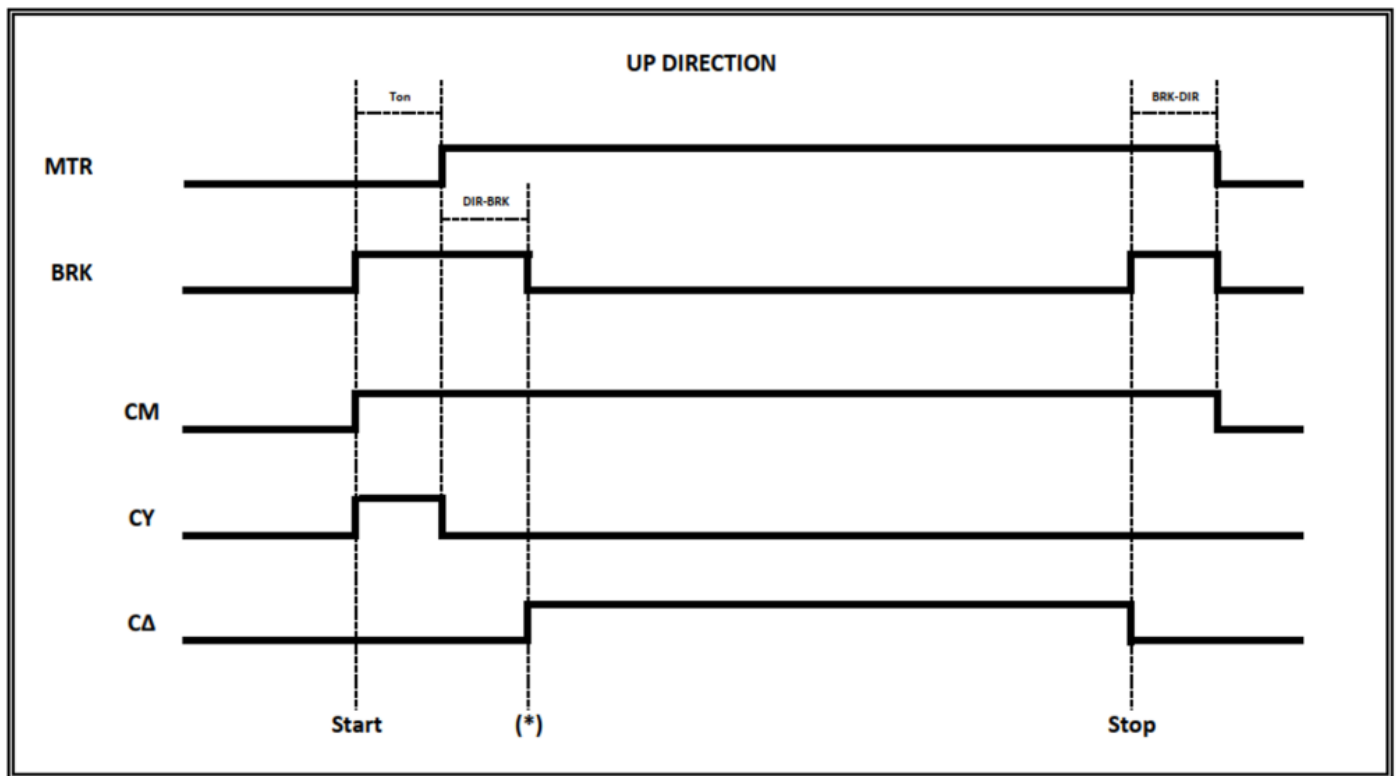 UP DIRECTION
Ton
BRK-DIR
MTR
DIR-BRK
BRK
CM
CY
CΔ
Start
(*)
Stop